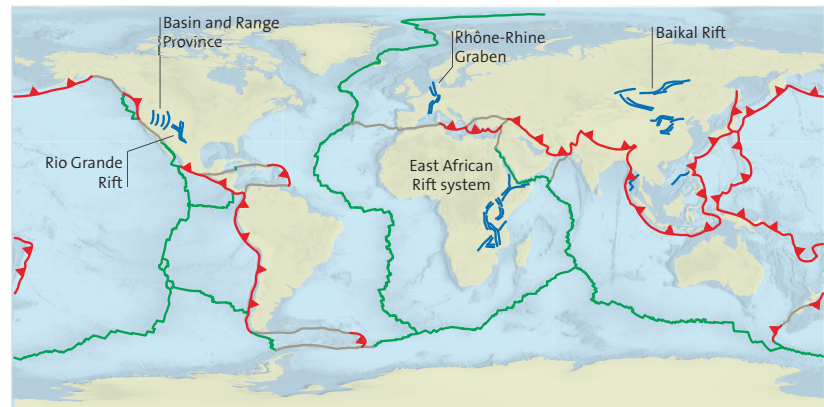 Basin and Range
Province
Rhône-Rhine
Graben
Baikal Rift
Rio Grande
Rift
East African
Rift system